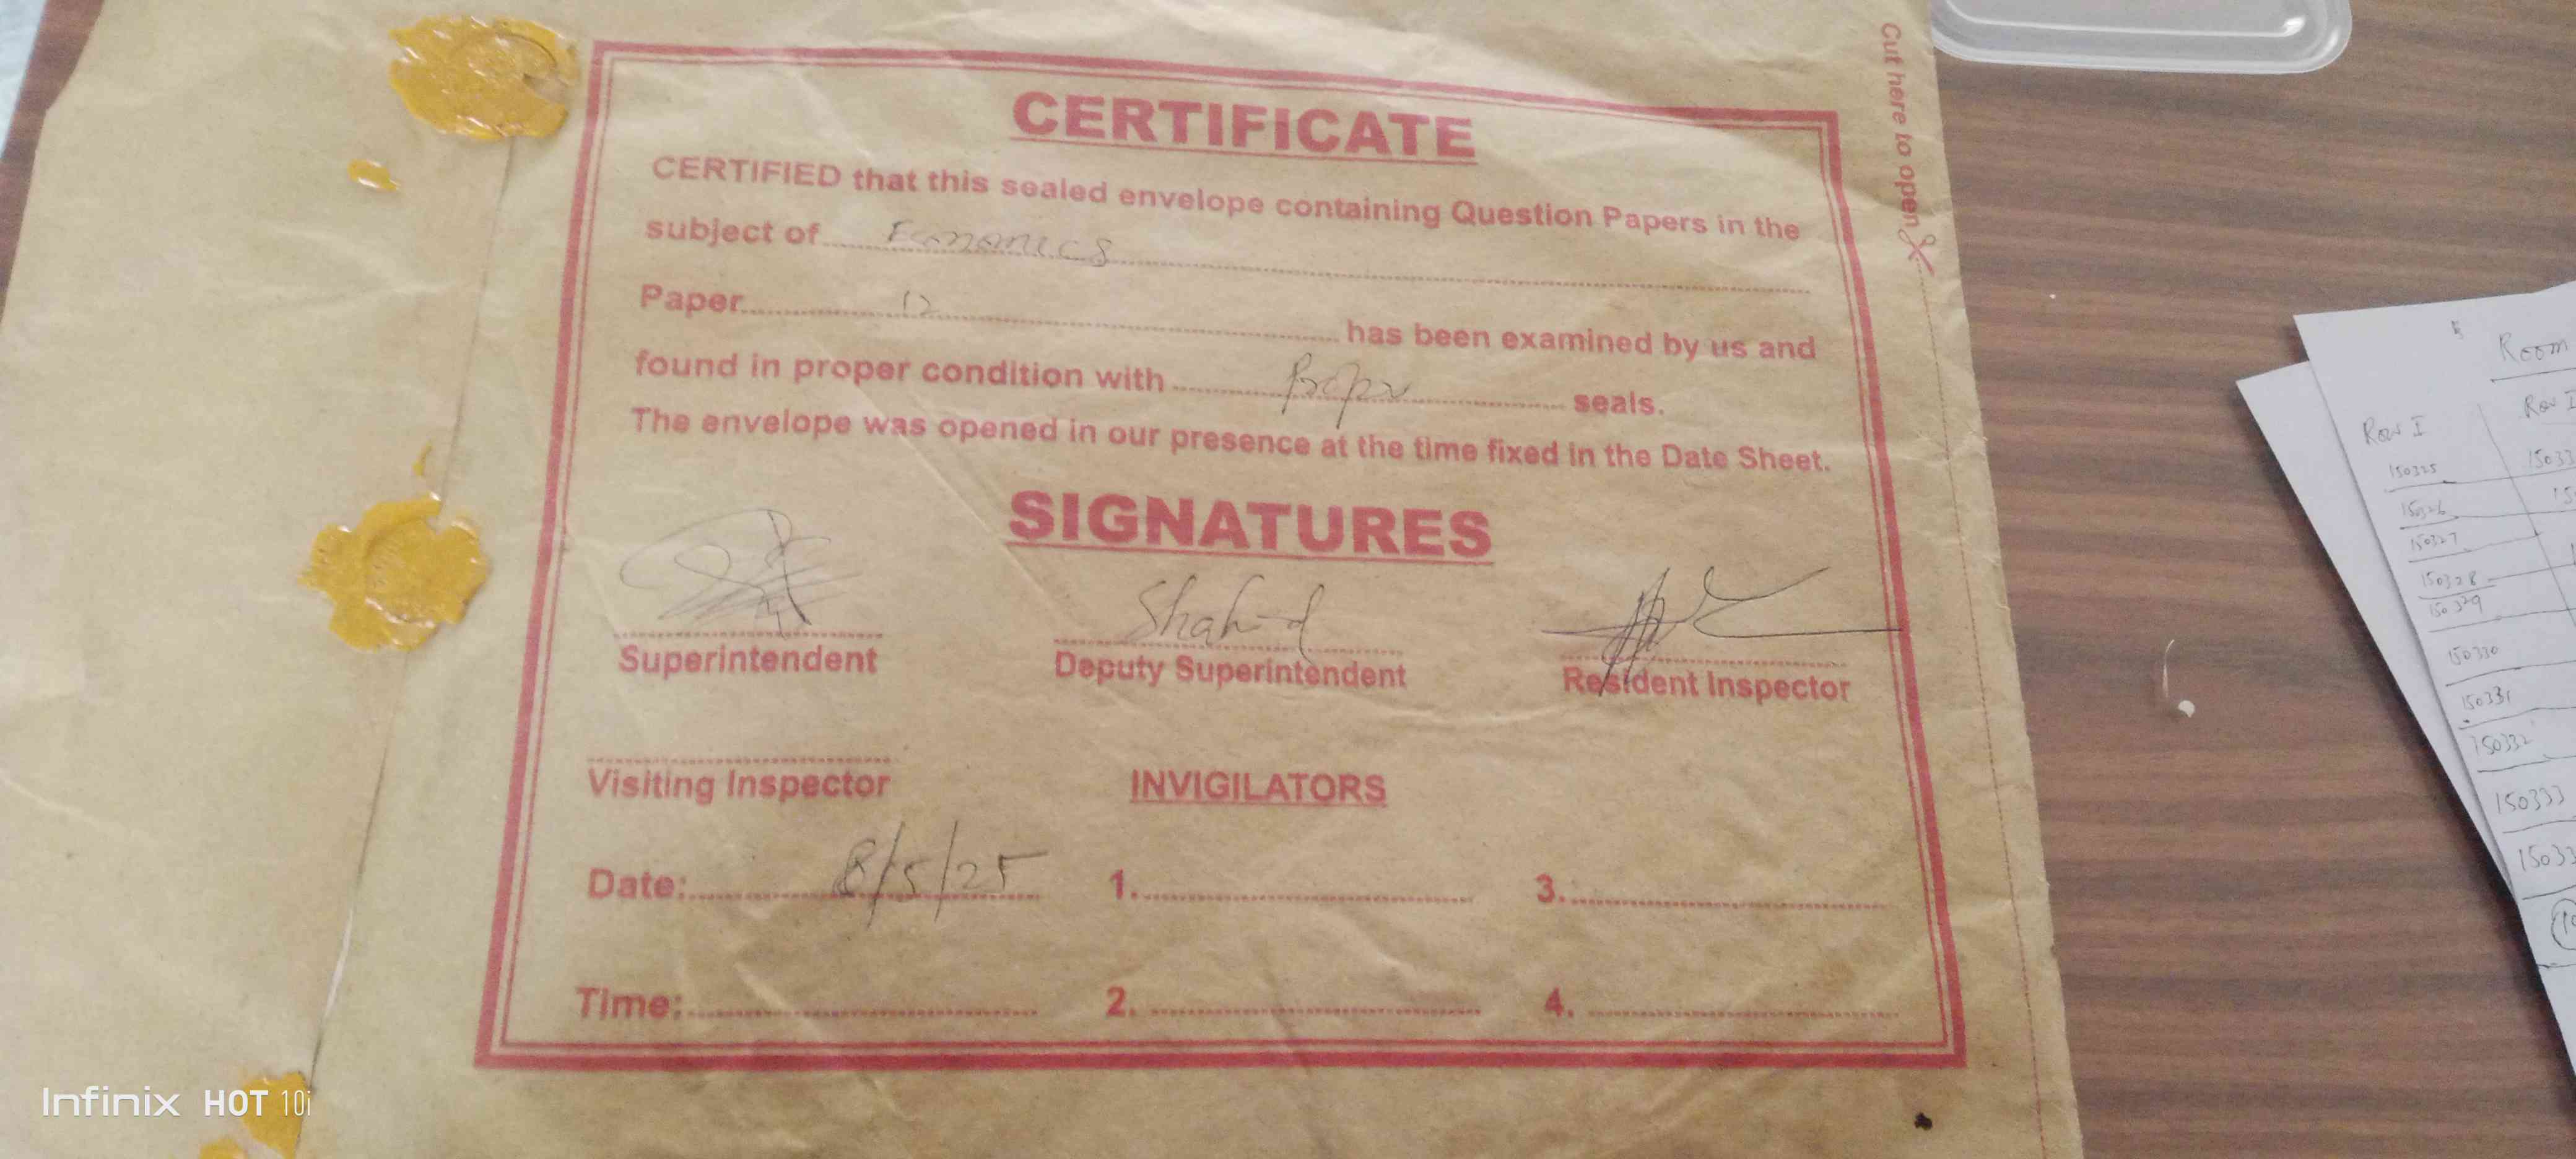 CERTIFICATE
CERTIFIED that this sealed envelope containing Question Papers in the
subject of Economics
Paper 12 has been examined by us and
found in proper condition with Proper seals.
The envelope was opened in our presence at the time fixed in the Date Sheet.
SIGNATURES
Shahid
Superintendent Deputy Superintendent Resident Inspector
Visiting Inspector INVIGILATORS
Date: 8/5/25 1. 3.
Time: 2. 4.
Cut here to open
Room
Row I Row I
150325
150326
150327
150328
150329
150330
150331
150332
150333
Infinix HOT 10i